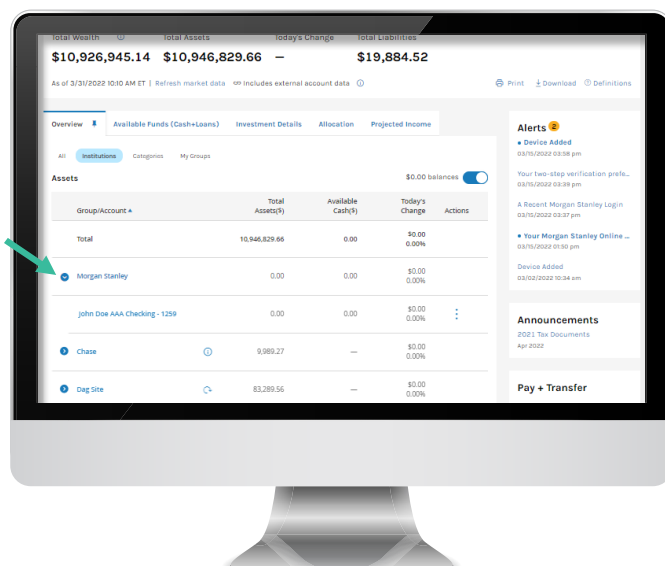 Total Wealth Total Assets Today's Change Total Liabilities
$10,926,945.14 $10,946,829.66 — $19,884.52
As of 3/31/2022 10:10 AM ET | Refresh market data Includes external account data
Print Download Definitions
Overview Available Funds (Cash+Loans) Investment Details Allocation Projected Income
All Institutions Categories My Groups
Assets $0.00 balances
Group/Account Total Assets($) Available Cash($) Today's Change Actions
Total 10,946,829.66 0.00 $0.00 0.00%
Morgan Stanley 0.00 0.00 $0.00 0.00%
John Doe AAA Checking - 1259 0.00 0.00 $0.00 0.00%
Chase 9,989.27 — $0.00 0.00%
Dag Site 83,289.56 — $0.00 0.00%
Alerts 2
Device Added
03/15/2022 03:58 pm
Your two-step verification prefe...
03/15/2022 03:39 pm
A Recent Morgan Stanley Login
03/15/2022 03:37 pm
Your Morgan Stanley Online ...
03/15/2022 01:30 pm
Device Added
03/02/2022 10:34 am
Announcements
2021 Tax Documents
Apr 2022
Pay + Transfer